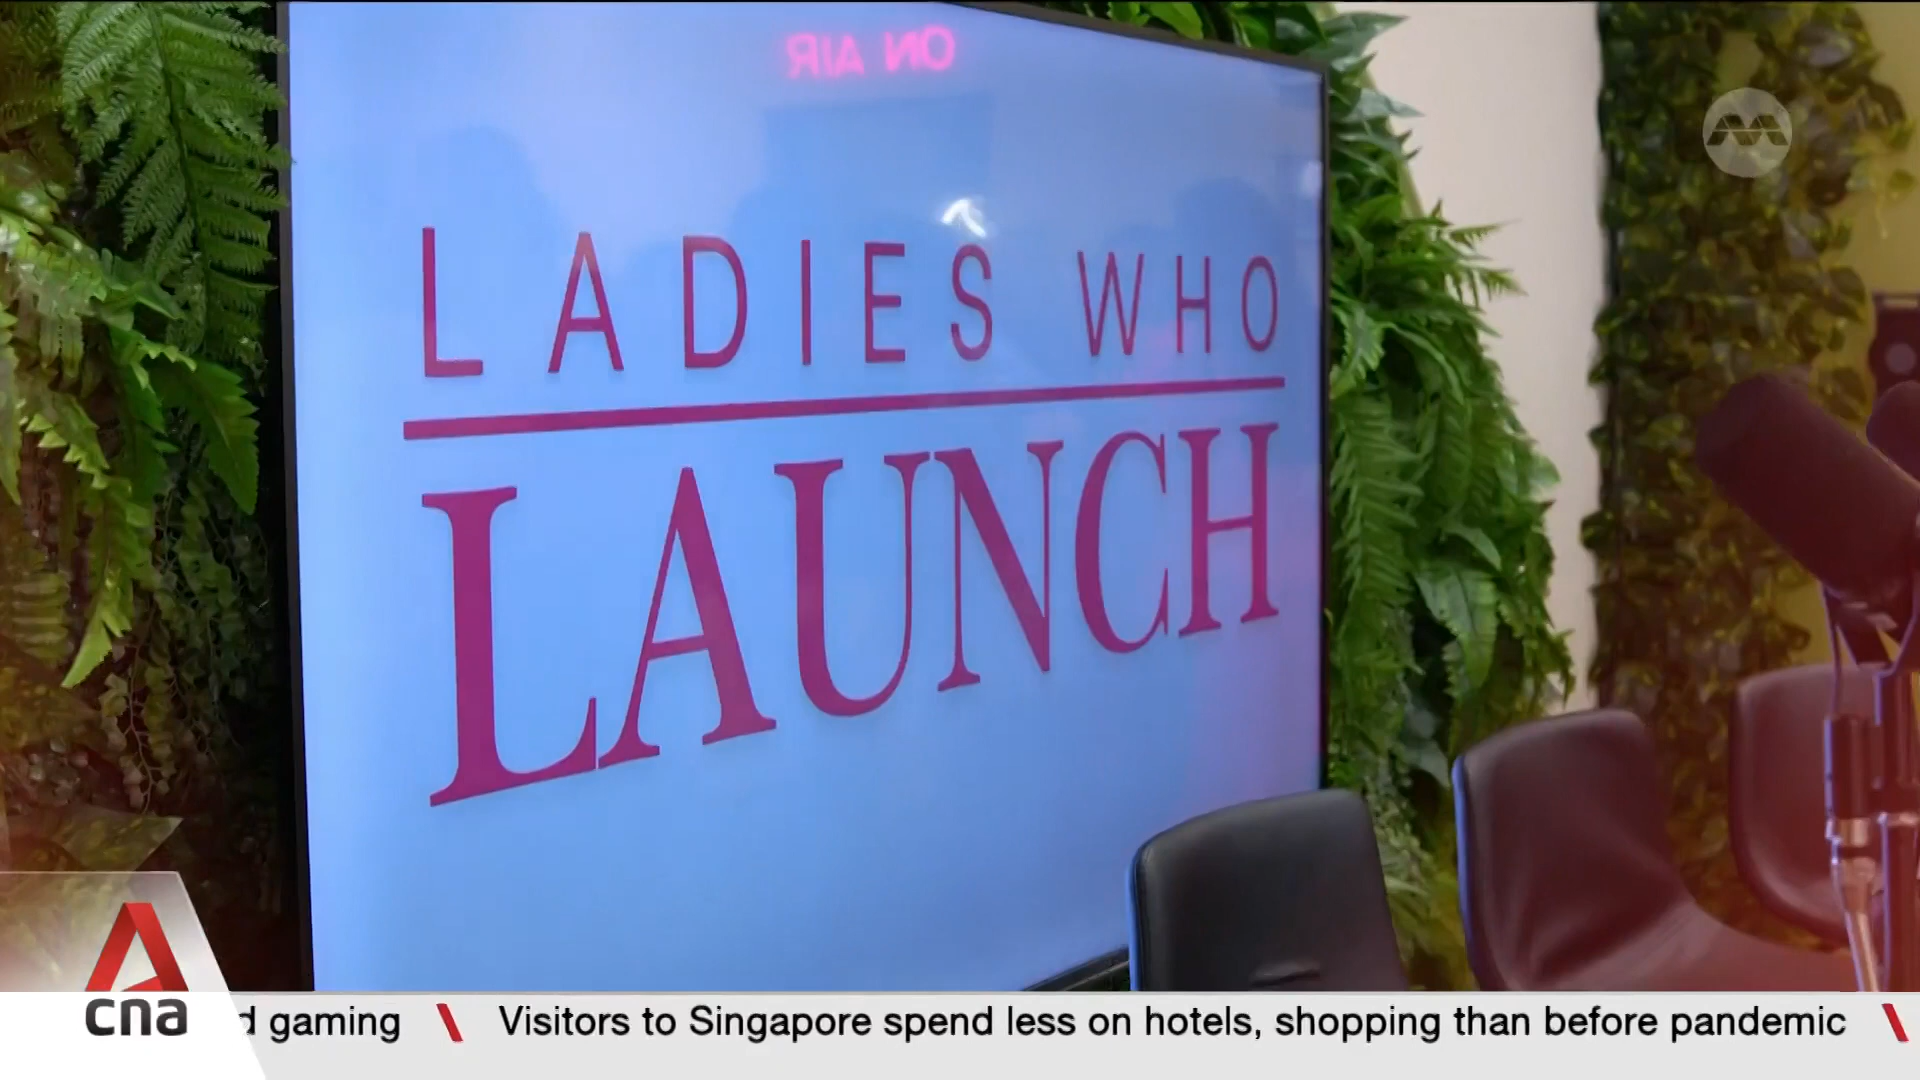 ON AIR
LADIES WHO
LAUNCH
cna
d gaming \ Visitors to Singapore spend less on hotels, shopping than before pandemic \